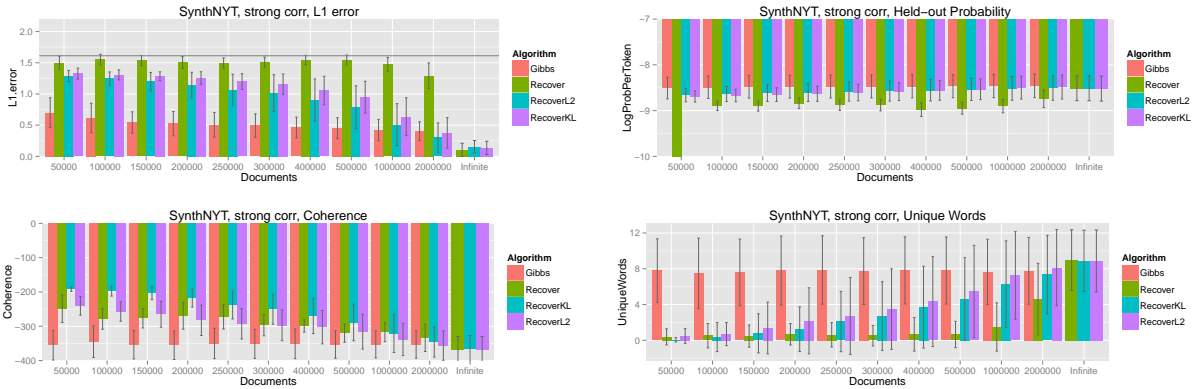 SynthNYT, strong corr, L1 error
L1.error
2.0
1.5
1.0
0.5
0.0
50000 100000 150000 200000 250000 300000 400000 500000 1000000 2000000 Infinite
Documents
Algorithm
Gibbs
Recover
RecoverL2
RecoverKL
SynthNYT, strong corr, Held−out Probability
LogProbPerToken
−7
−8
−9
−10
50000 100000 150000 200000 250000 300000 400000 500000 1000000 2000000 Infinite
Documents
Algorithm
Gibbs
Recover
RecoverL2
RecoverKL
SynthNYT, strong corr, Coherence
Coherence
0
−100
−200
−300
−400
50000 100000 150000 200000 250000 300000 400000 500000 1000000 2000000 Infinite
Documents
Algorithm
Gibbs
Recover
RecoverKL
RecoverL2
SynthNYT, strong corr, Unique Words
UniqueWords
12
8
4
0
50000 100000 150000 200000 250000 300000 400000 500000 1000000 2000000 Infinite
Documents
Algorithm
Gibbs
Recover
RecoverKL
RecoverL2